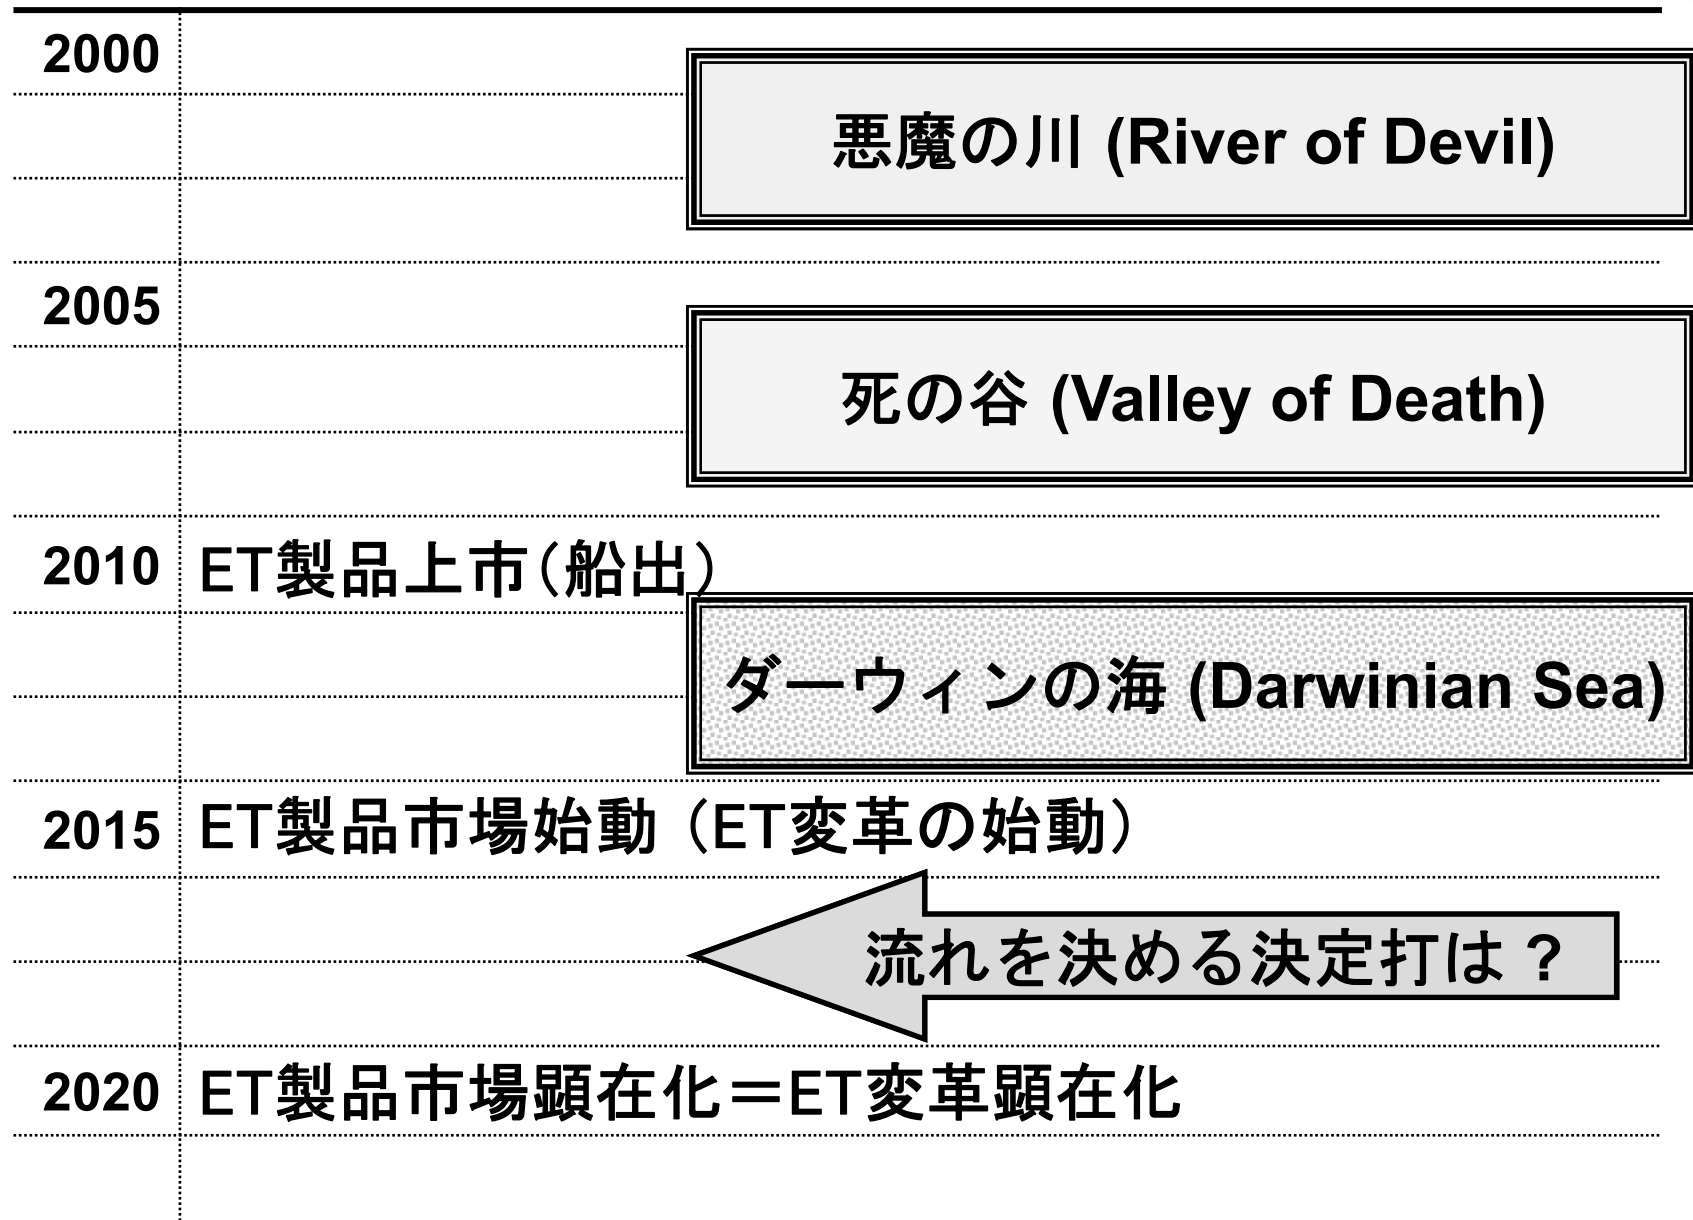 2000
悪魔の川 (River of Devil)
2005
死の谷 (Valley of Death)
2010 ET製品上市（船出）
ダーウィンの海 (Darwinian Sea)
2015 ET製品市場始動（ET変革の始動）
流れを決める決定打は？
2020 ET製品市場顕在化＝ET変革顕在化